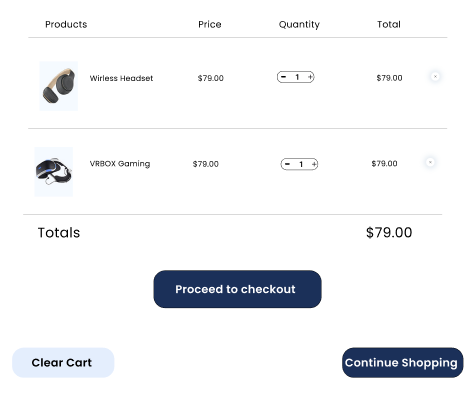 Products Price Quantity Total
Wirless Headset $79.00 - 1 + $79.00 ×
VRBOX Gaming $79.00 - 1 + $79.00 ×
Totals $79.00
Proceed to checkout
Clear Cart Continue Shopping